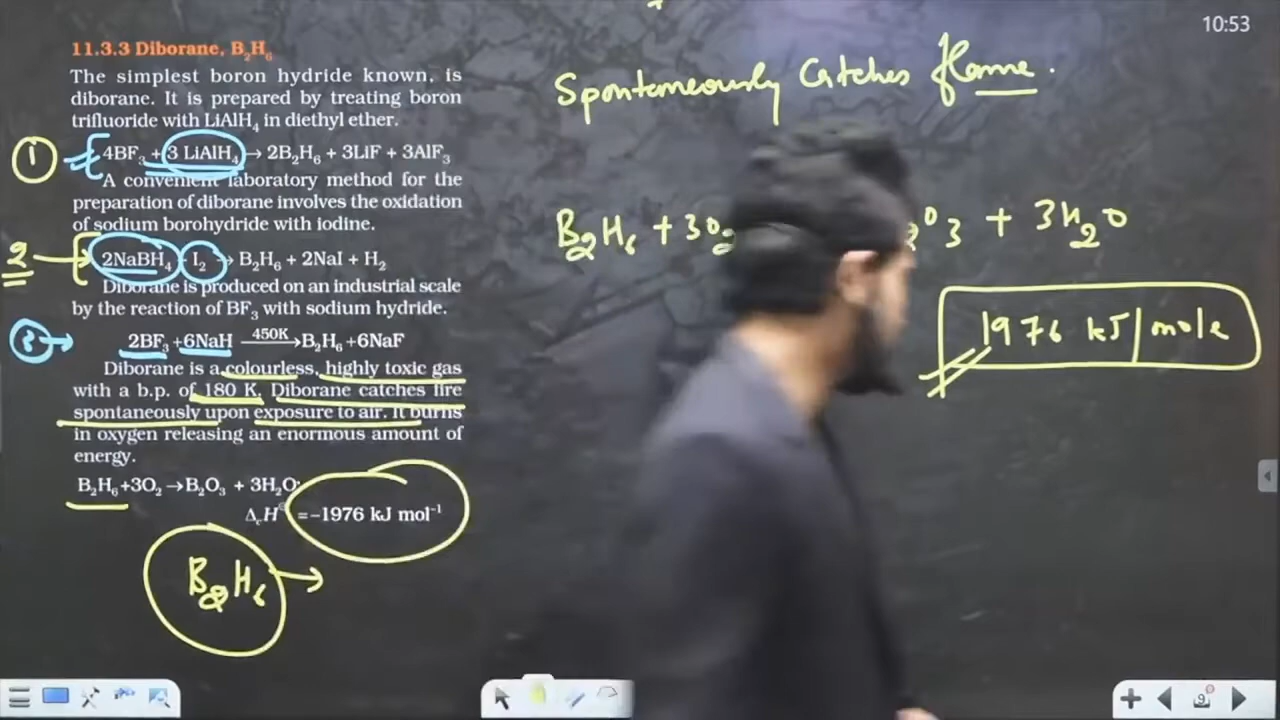 10:53
11.3.3 Diborane, B₂H₆
The simplest boron hydride known, is
diborane. It is prepared by treating boron
trifluoride with LiAlH₄ in diethyl ether.
① 4BF₃ + 3 LiAlH₄ → 2B₂H₆ + 3LiF + 3AlF₃
A convenient laboratory method for the
preparation of diborane involves the oxidation
of sodium borohydride with iodine.
2 → 2NaBH₄ + I₂ → B₂H₆ + 2NaI + H₂
Diborane is produced on an industrial scale
by the reaction of BF₃ with sodium hydride.
③ → 2BF₃ +6NaH —450K→ B₂H₆ +6NaF
Diborane is a colourless, highly toxic gas
with a b.p. of 180 K. Diborane catches fire
spontaneously upon exposure to air. It burns
in oxygen releasing an enormous amount of
energy.
B₂H₆+3O₂ →B₂O₃ + 3H₂O;
ΔcH⊖ =–1976 kJ mol⁻¹
B₂H₆ →
Spontaneously Catches flame.
B₂H₆ + 3O₂ ₂O₃ + 3H₂O
1976 kJ/mole
9